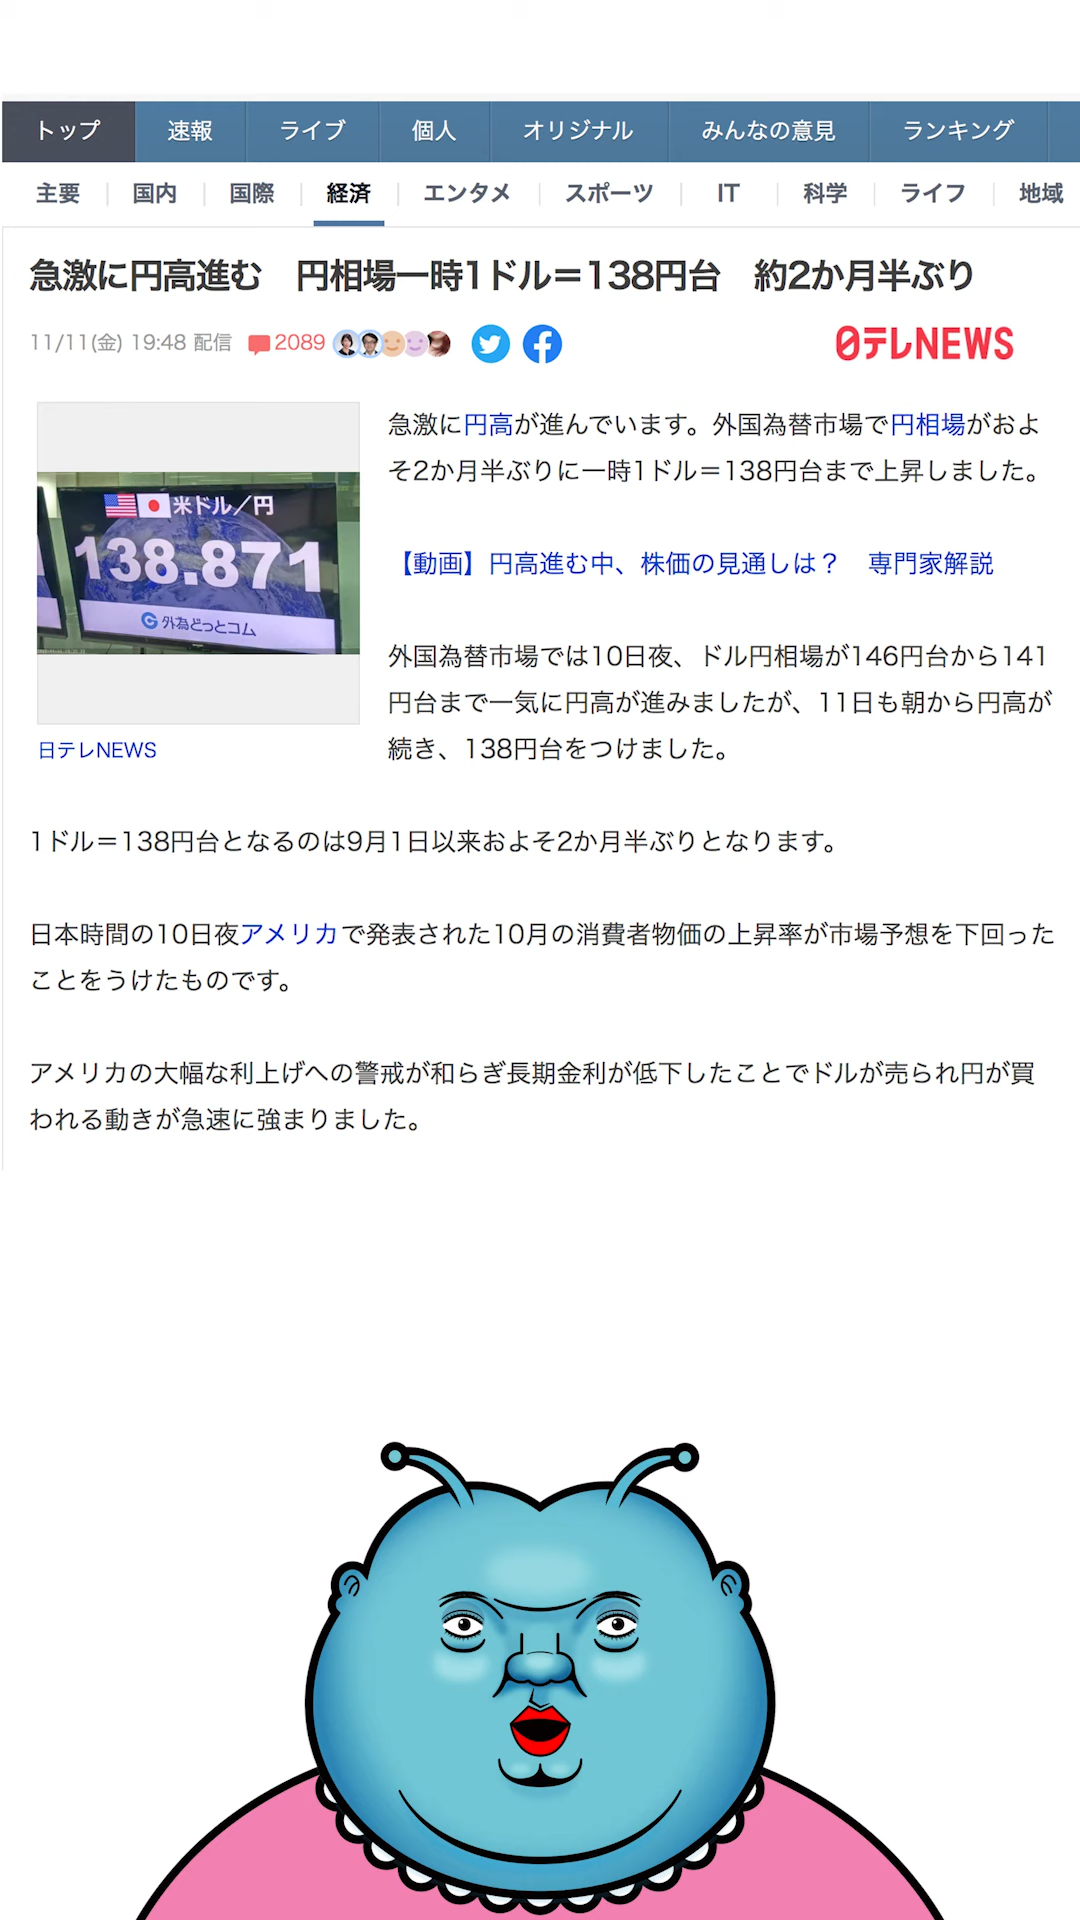 トップ 速報 ライブ 個人 オリジナル みんなの意見 ランキング
主要 国内 国際 経済 エンタメ スポーツ IT 科学 ライフ 地域
急激に円高進む　円相場一時1ドル＝138円台　約2か月半ぶり
11/11(金) 19:48 配信 2089
日テレNEWS
米ドル／円
138.871
外為どっとコム
日テレNEWS
急激に円高が進んでいます。外国為替市場で円相場がおよ
そ2か月半ぶりに一時1ドル＝138円台まで上昇しました。
【動画】円高進む中、株価の見通しは？　専門家解説
外国為替市場では10日夜、ドル円相場が146円台から141
円台まで一気に円高が進みましたが、11日も朝から円高が
続き、138円台をつけました。
1ドル＝138円台となるのは9月1日以来およそ2か月半ぶりとなります。
日本時間の10日夜アメリカで発表された10月の消費者物価の上昇率が市場予想を下回った
ことをうけたものです。
アメリカの大幅な利上げへの警戒が和らぎ長期金利が低下したことでドルが売られ円が買
われる動きが急速に強まりました。